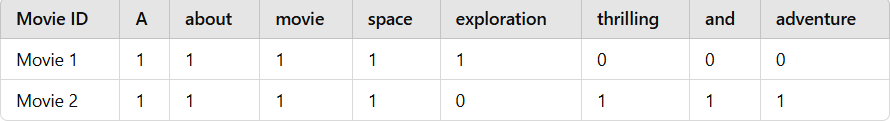 Movie ID A about movie space exploration thrilling and adventure
Movie 1 1 1 1 1 1 0 0 0
Movie 2 1 1 1 1 0 1 1 1